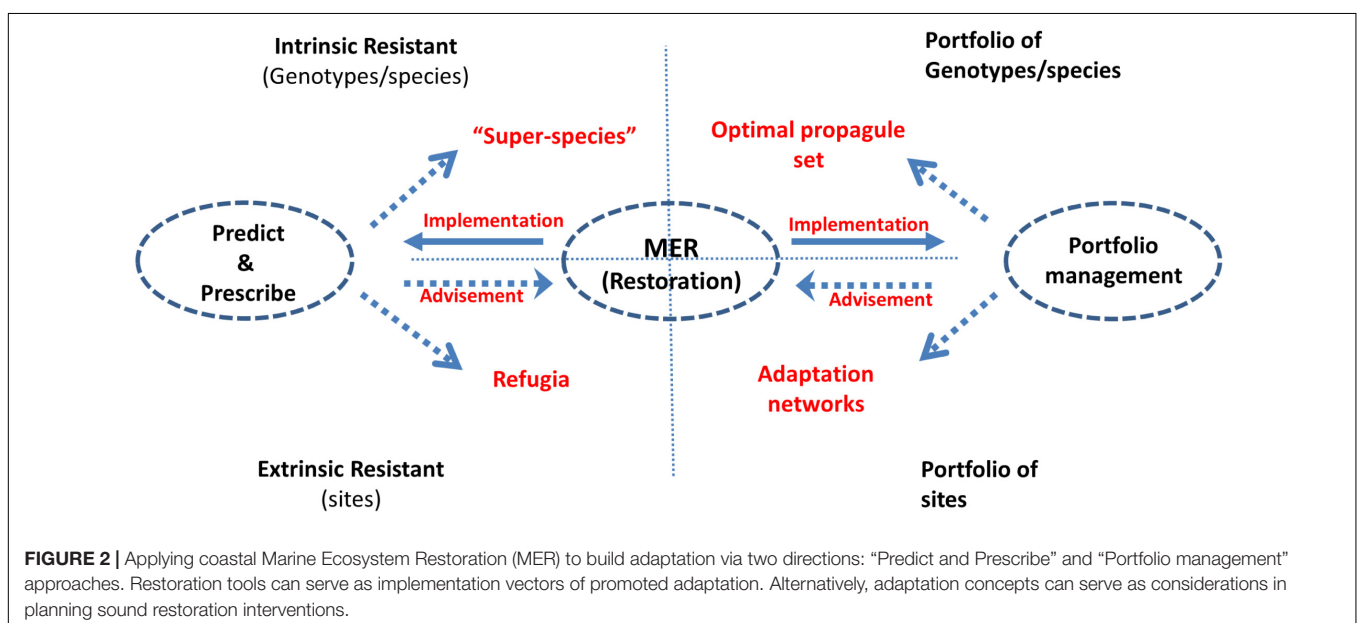 Intrinsic Resistant
(Genotypes/species)
Portfolio of
Genotypes/species
“Super-species”
Optimal propagule
set
Implementation
Implementation
Predict
&
Prescribe
MER
(Restoration)
Portfolio
management
Advisement
Advisement
Refugia
Adaptation
networks
Extrinsic Resistant
(sites)
Portfolio of
sites
FIGURE 2 | Applying coastal Marine Ecosystem Restoration (MER) to build adaptation via two directions: “Predict and Prescribe” and “Portfolio management”
approaches. Restoration tools can serve as implementation vectors of promoted adaptation. Alternatively, adaptation concepts can serve as considerations in
planning sound restoration interventions.